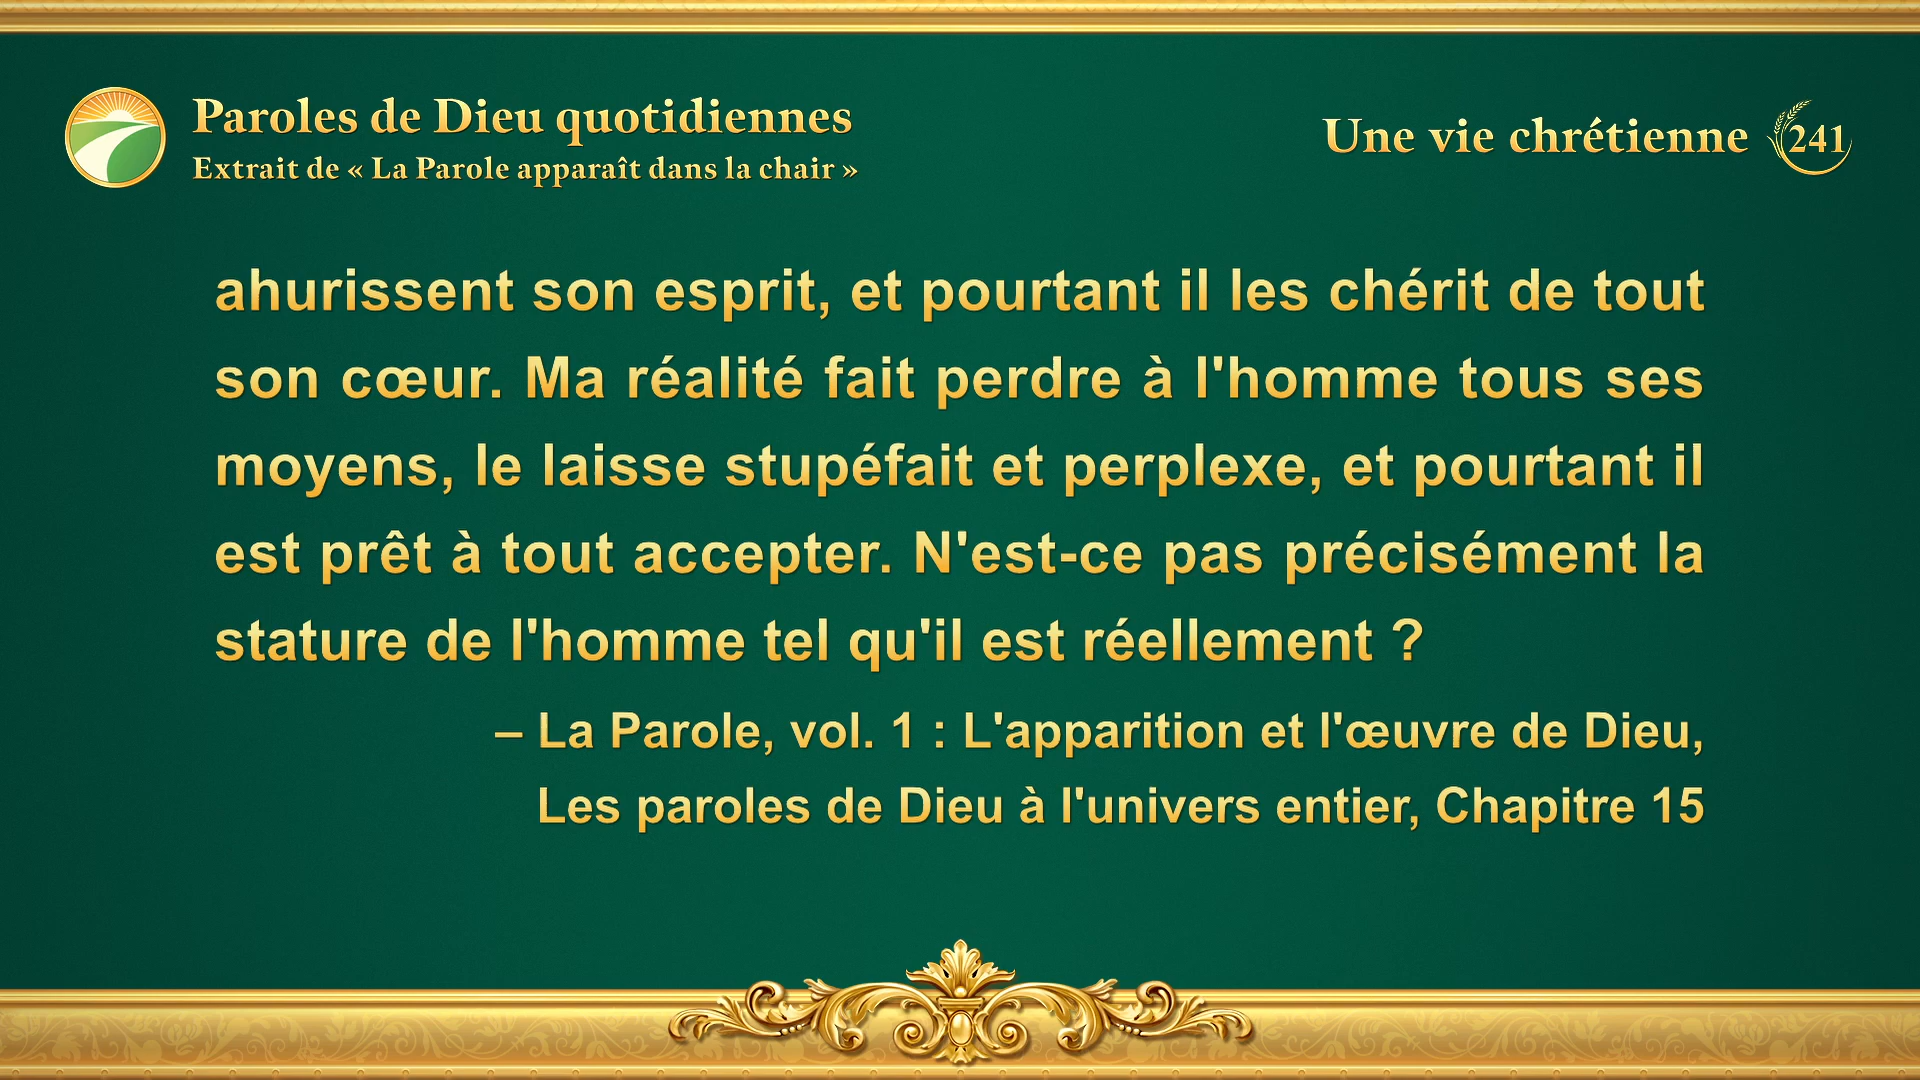 Paroles de Dieu quotidiennes
Extrait de « La Parole apparaît dans la chair »
Une vie chrétienne 241
ahurissent son esprit, et pourtant il les chérit de tout
son cœur. Ma réalité fait perdre à l'homme tous ses
moyens, le laisse stupéfait et perplexe, et pourtant il
est prêt à tout accepter. N'est-ce pas précisément la
stature de l'homme tel qu'il est réellement ?
– La Parole, vol. 1 : L'apparition et l'œuvre de Dieu,
Les paroles de Dieu à l'univers entier, Chapitre 15